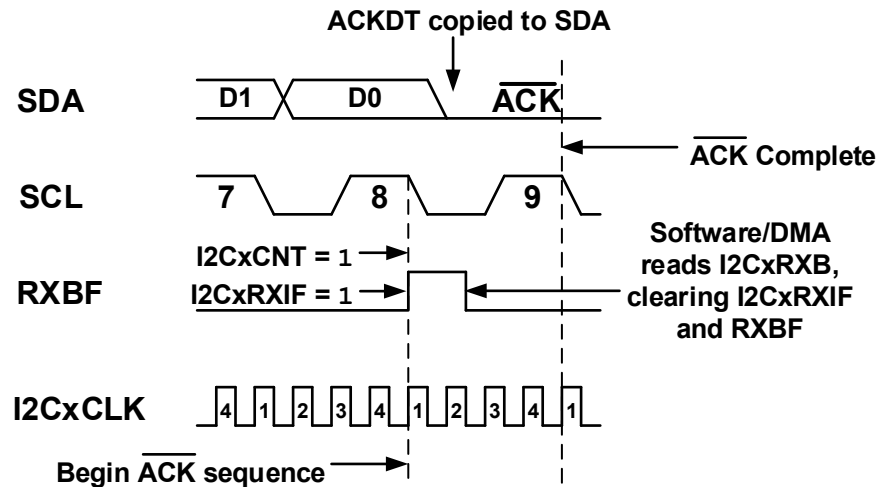 ACKDT copied to SDA
SDA
D1
D0
ACK
ACK Complete
SCL
7
8
9
I2CxCNT = 1
Software/DMA
reads I2CxRXB,
clearing I2CxRXIF
and RXBF
RXBF
I2CxRXIF = 1
I2CxCLK
4 1 2 3 4 1 2 3 4 1
Begin ACK sequence